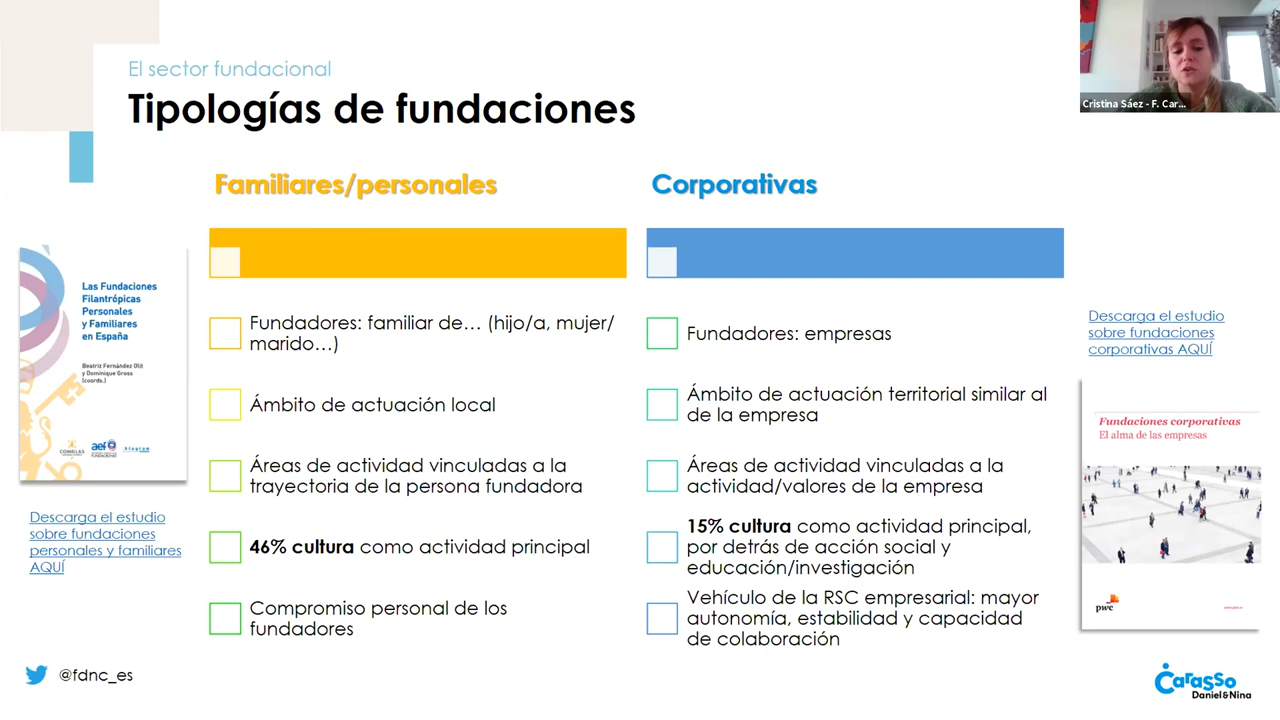 El sector fundacional
Tipologías de fundaciones
Cristina Sáez - F. Car...
Familiares/personales
Fundadores: familiar de… (hijo/a, mujer/
marido…)
Ámbito de actuación local
Áreas de actividad vinculadas a la
trayectoria de la persona fundadora
46% cultura como actividad principal
Compromiso personal de los
fundadores
Corporativas
Fundadores: empresas
Ámbito de actuación territorial similar al
de la empresa
Áreas de actividad vinculadas a la
actividad/valores de la empresa
15% cultura como actividad principal,
por detrás de acción social y
educación/investigación
Vehículo de la RSC empresarial: mayor
autonomía, estabilidad y capacidad
de colaboración
Las Fundaciones
Filantrópicas
Personales
y Familiares
en España
Beatriz Fernández Olit
y Dominique Gross
(coords.)
COMILLAS
aef
FUNDACIONES
Descarga el estudio
sobre fundaciones
personales y familiares
AQUÍ
Descarga el estudio
sobre fundaciones
corporativas AQUÍ
Fundaciones corporativas
El alma de las empresas
pwc
@fdnc_es
Carasso
Daniel&Nina